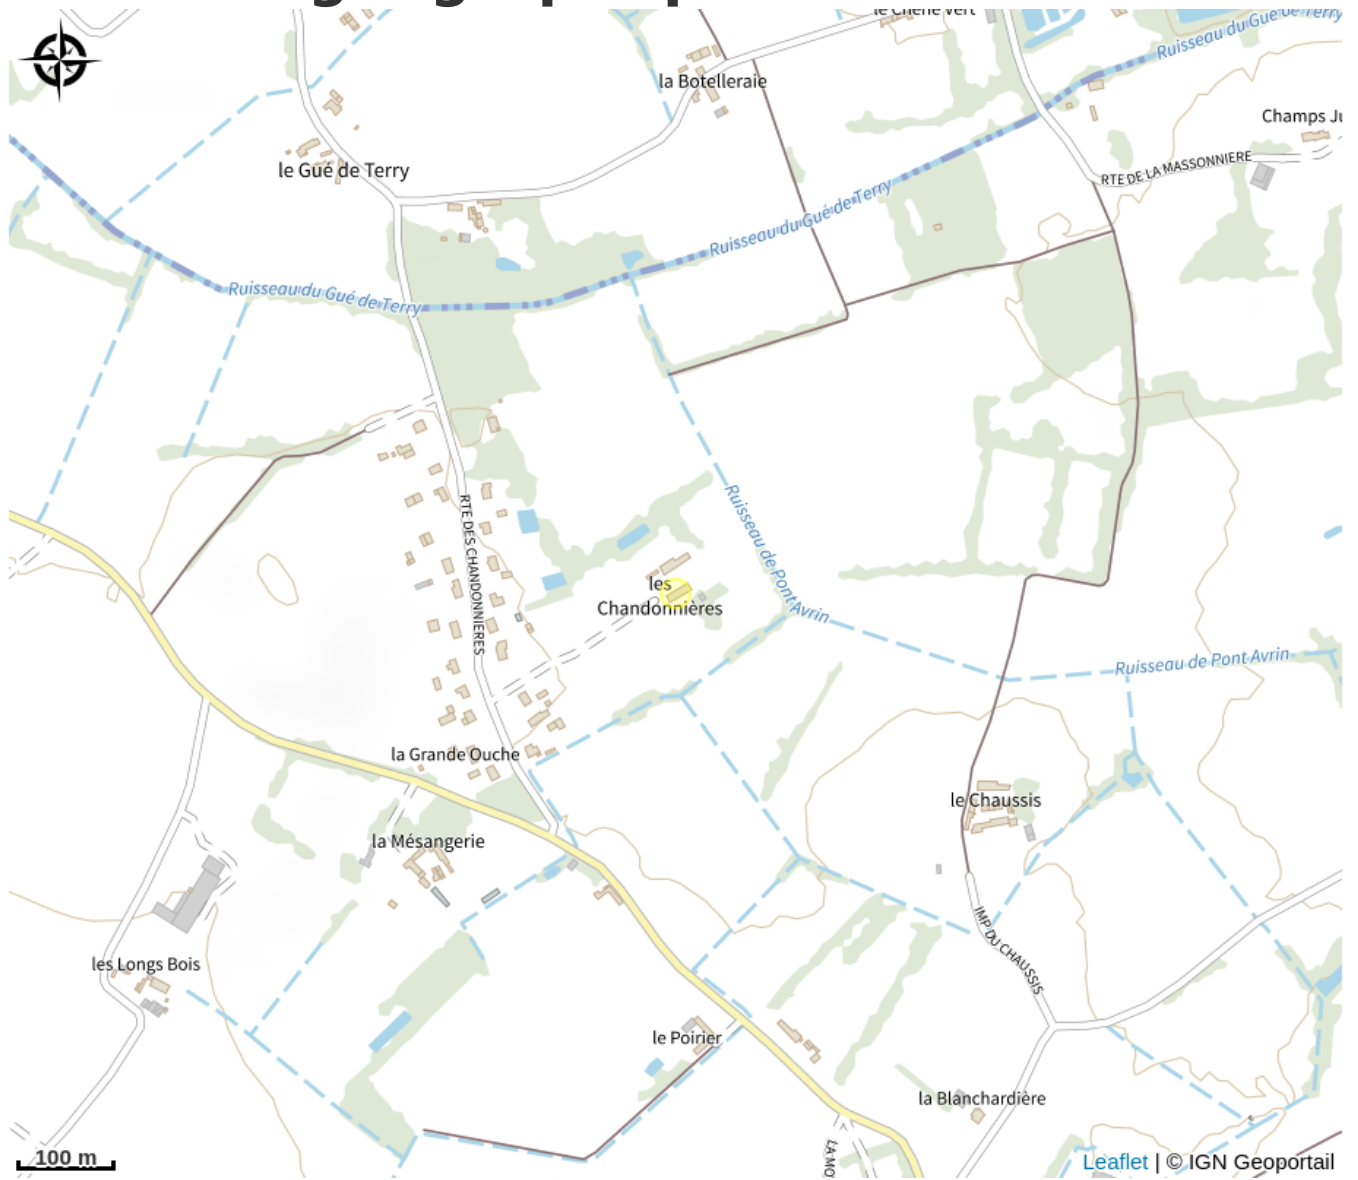 le Chêne Vert
Ruisseau du Gué de Terry
la Botelleraie
Champs
le Gué de Terry
RTE DE LA MASSONNIERE
Ruisseau du Gué de Terry
Ruisseau du Gué de Terry
RTE DES CHANDONNIERES
Ruisseau de Pont Avrin
les
Chandonnières
Ruisseau de Pont Avrin
la Grande Ouche
le Chaussis
la Mésangerie
IMP DU CHAUSSIS
les Longs Bois
le Poirier
la Blanchardière
100 m
Leaflet | © IGN Geoportail